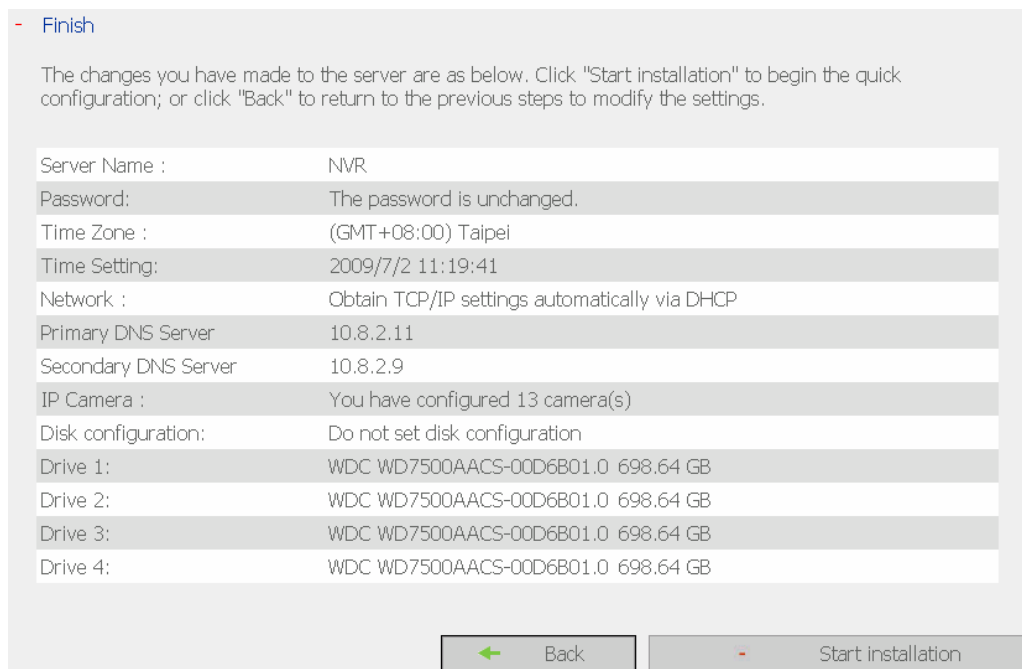 - Finish
The changes you have made to the server are as below. Click "Start installation" to begin the quick
configuration; or click "Back" to return to the previous steps to modify the settings.
Server Name : NVR
Password: The password is unchanged.
Time Zone : (GMT+08:00) Taipei
Time Setting: 2009/7/2 11:19:41
Network : Obtain TCP/IP settings automatically via DHCP
Primary DNS Server 10.8.2.11
Secondary DNS Server 10.8.2.9
IP Camera : You have configured 13 camera(s)
Disk configuration: Do not set disk configuration
Drive 1: WDC WD7500AACS-00D6B01.0 698.64 GB
Drive 2: WDC WD7500AACS-00D6B01.0 698.64 GB
Drive 3: WDC WD7500AACS-00D6B01.0 698.64 GB
Drive 4: WDC WD7500AACS-00D6B01.0 698.64 GB
Back - Start installation